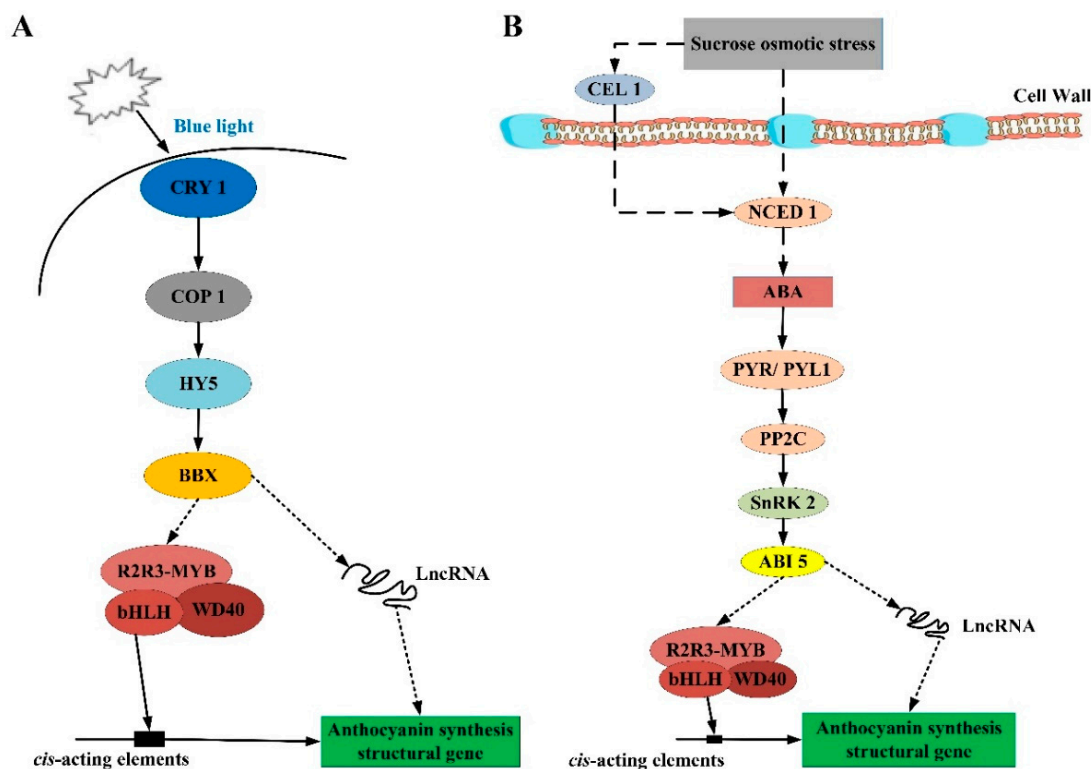 A
Blue light
CRY 1
COP 1
HY5
BBX
R2R3-MYB
bHLH
WD40
LncRNA
cis-acting elements
Anthocyanin synthesis
structural gene
B
Sucrose osmotic stress
CEL 1
Cell Wall
NCED 1
ABA
PYR/ PYL1
PP2C
SnRK 2
ABI 5
R2R3-MYB
bHLH
WD40
LncRNA
cis-acting elements
Anthocyanin synthesis
structural gene